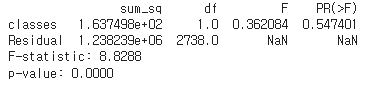 sum_sq df F PR(>F)
classes 1.637498e+02 1.0 0.362084 0.547401
Residual 1.238239e+06 2738.0 NaN NaN
F-statistic: 8.8288
p-value: 0.0000